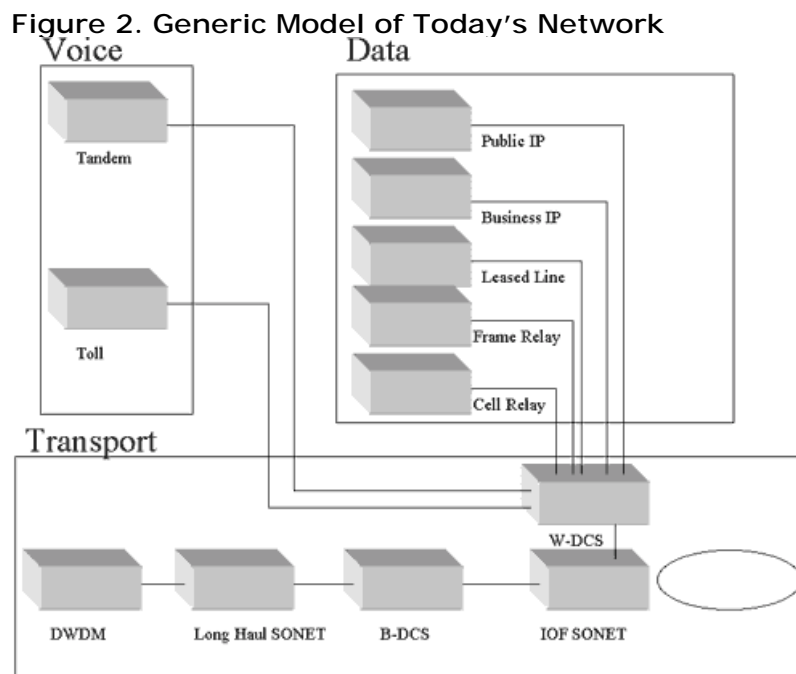 Figure 2. Generic Model of Today's Network
Voice
Data
Tandem
Toll
Public IP
Business IP
Leased Line
Frame Relay
Cell Relay
Transport
W-DCS
DWDM
Long Haul SONET
B-DCS
IOF SONET